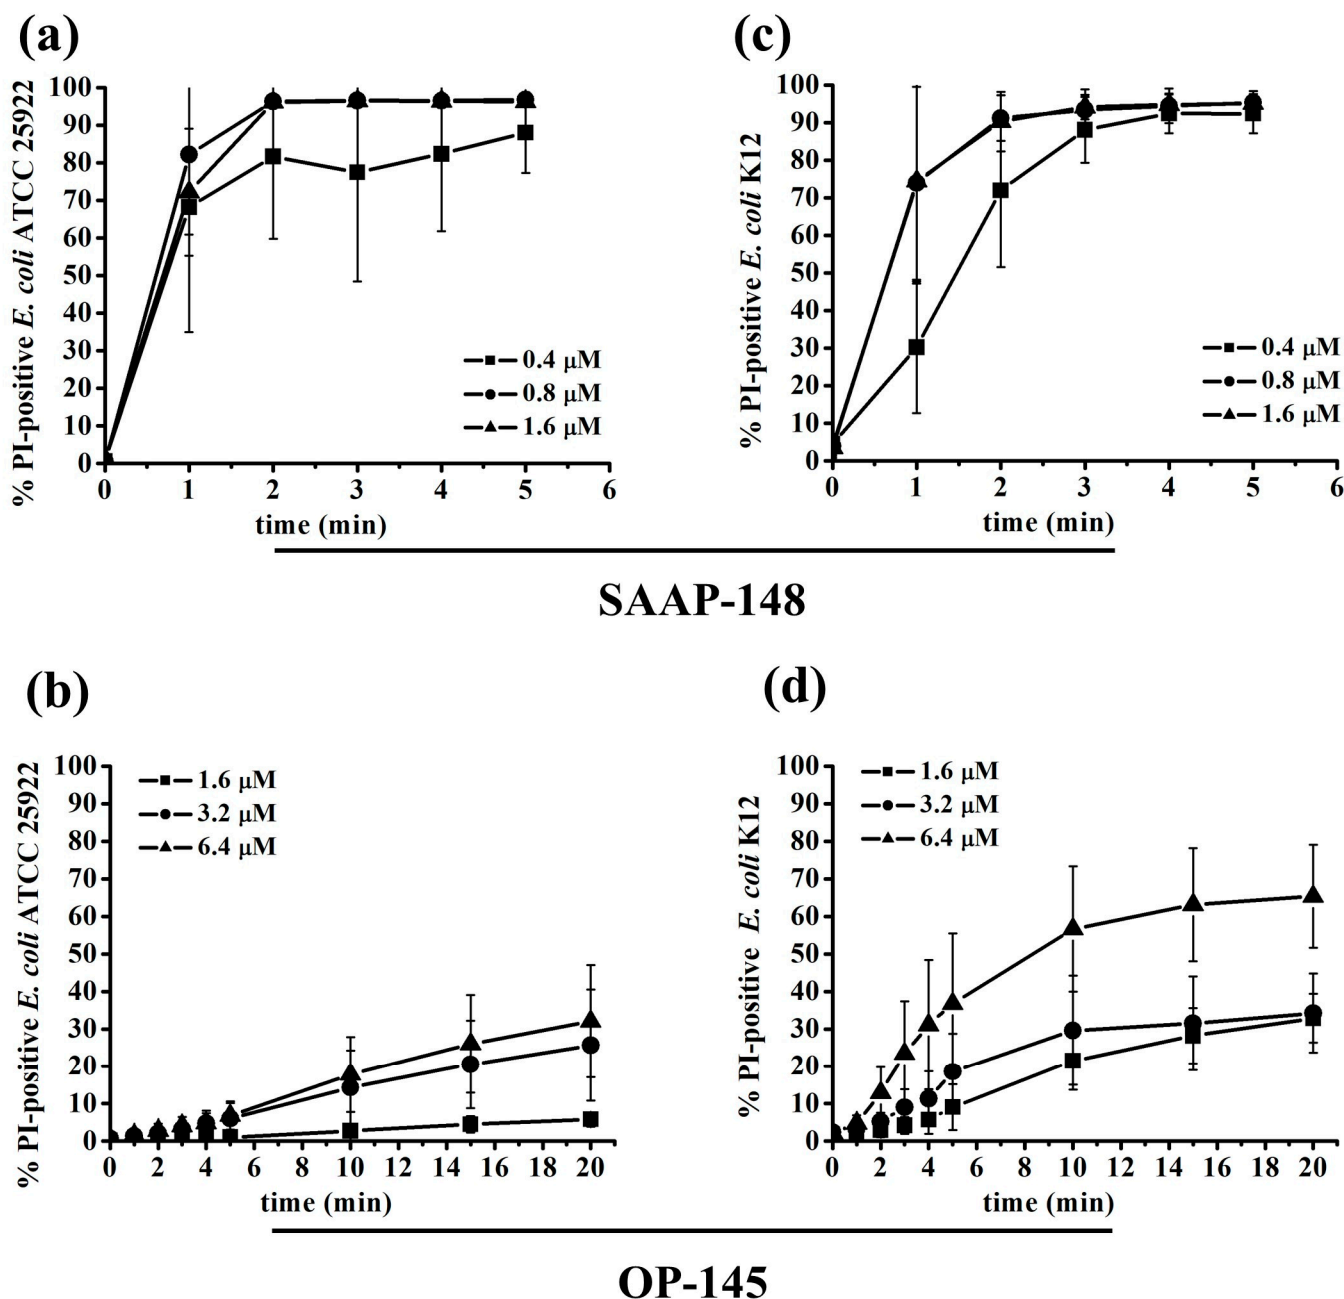 (a)
% PI-positive E. coli ATCC 25922
100
90
80
70
60
50
40
30
20
10
0
0 1 2 3 4 5 6
time (min)
0.4 μM
0.8 μM
1.6 μM
(c)
% PI-positive E. coli K12
100
90
80
70
60
50
40
30
20
10
0
0 1 2 3 4 5 6
time (min)
0.4 μM
0.8 μM
1.6 μM
SAAP-148
(b)
% PI-positive E. coli ATCC 25922
100
90
80
70
60
50
40
30
20
10
0
0 2 4 6 8 10 12 14 16 18 20
time (min)
1.6 μM
3.2 μM
6.4 μM
(d)
% PI-positive E. coli K12
100
90
80
70
60
50
40
30
20
10
0
0 2 4 6 8 10 12 14 16 18 20
time (min)
1.6 μM
3.2 μM
6.4 μM
OP-145